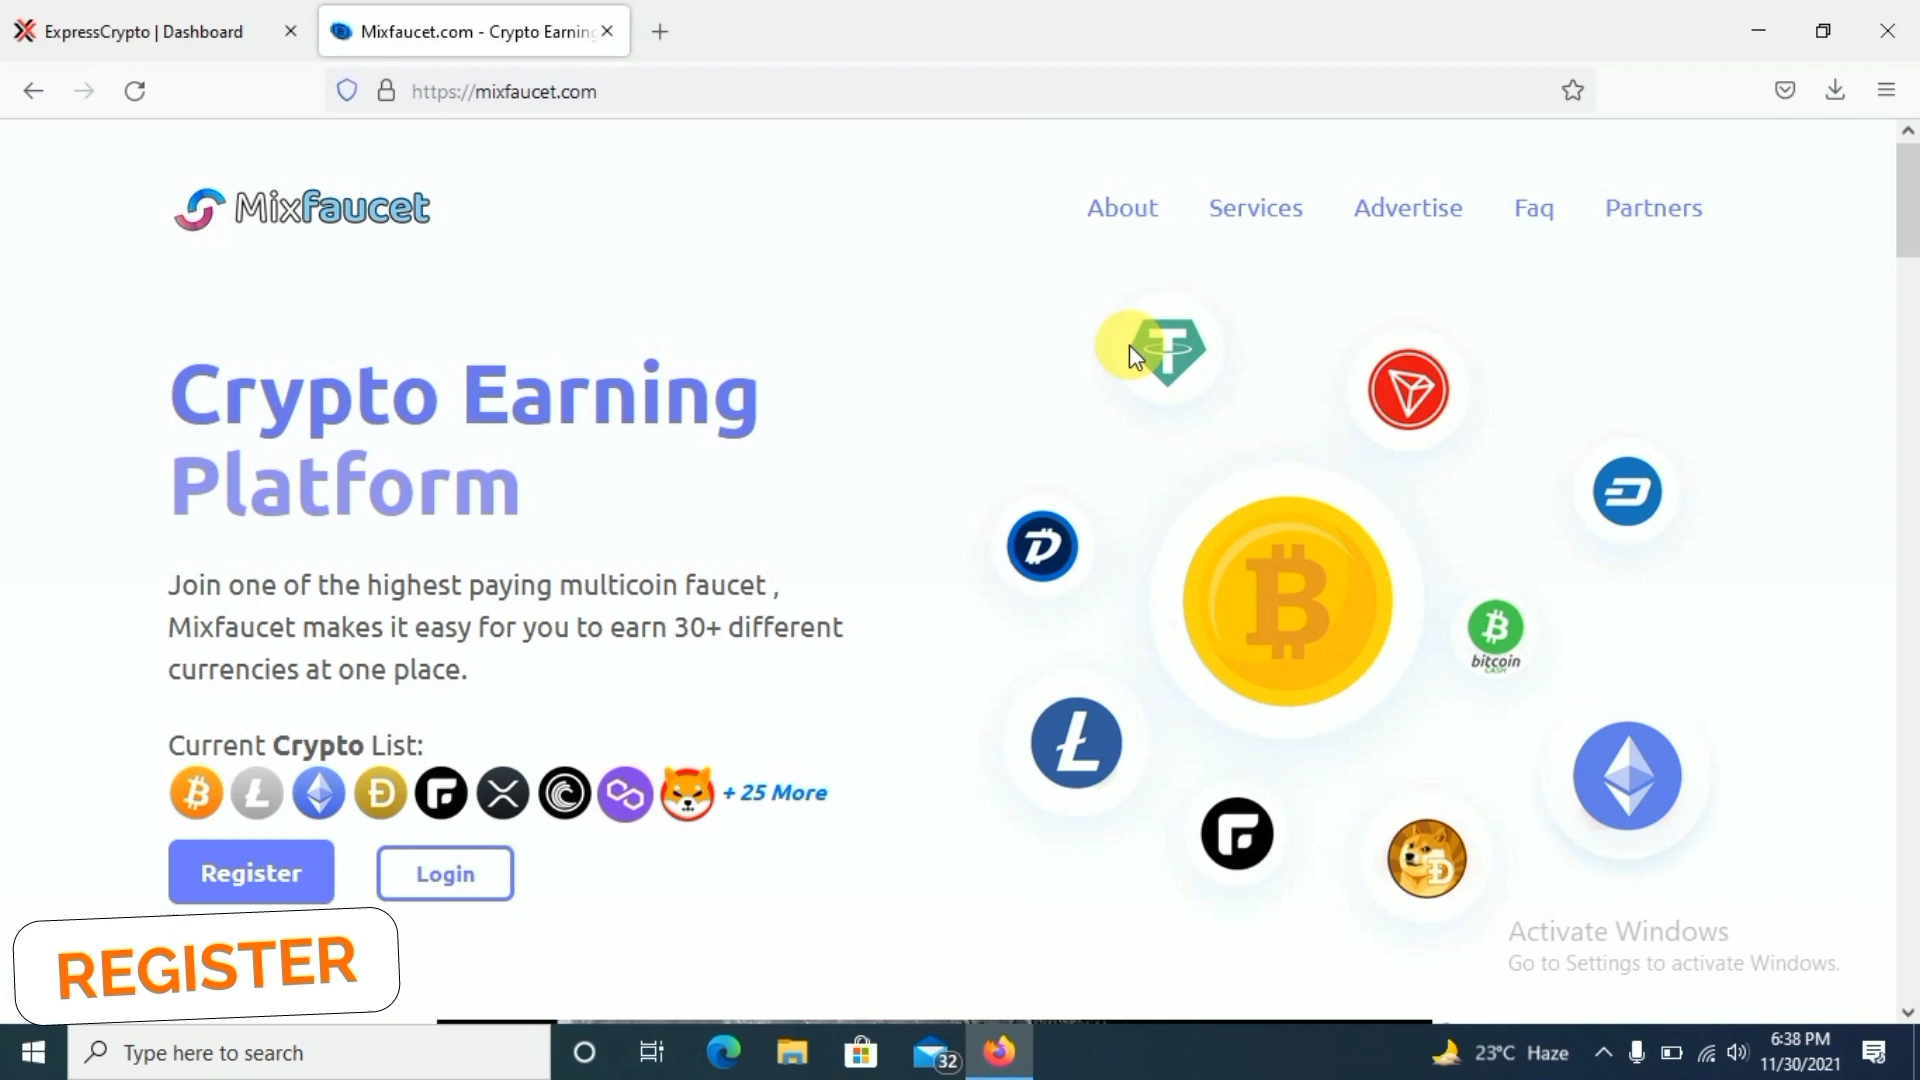 ExpressCrypto | Dashboard
Mixfaucet.com - Crypto Earning
https://mixfaucet.com
Mixfaucet
About Services Advertise Faq Partners
Crypto Earning
Platform
Join one of the highest paying multicoin faucet ,
Mixfaucet makes it easy for you to earn 30+ different
currencies at one place.
Current Crypto List:
+ 25 More
Register Login
bitcoin
CASH
REGISTER
Activate Windows
Go to Settings to activate Windows.
Type here to search
32
23°C Haze
6:38 PM
11/30/2021